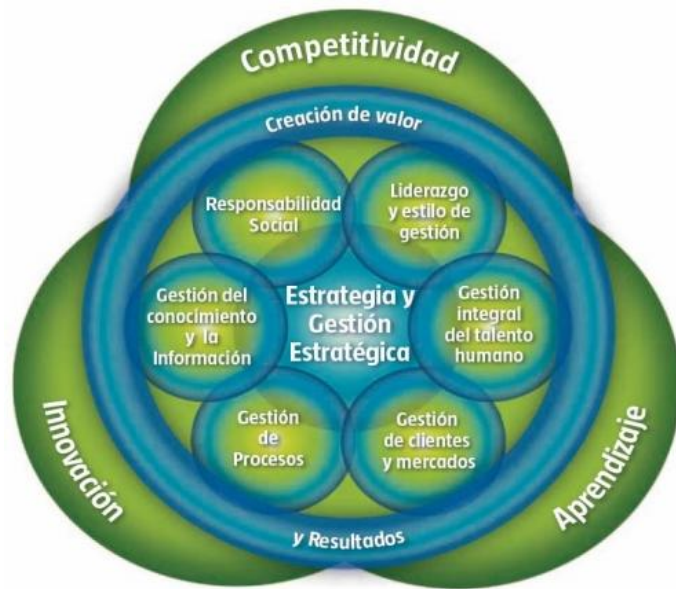 Competitividad
Creación de valor
Responsabilidad
Social
Liderazgo
y estilo de
gestión
Gestión del
conocimiento
y la
Información
Estrategia y
Gestión
Estratégica
Gestión
integral
del talento
humano
Gestión
de
Procesos
Gestión
de clientes
y mercados
Innovación
Aprendizaje
y Resultados